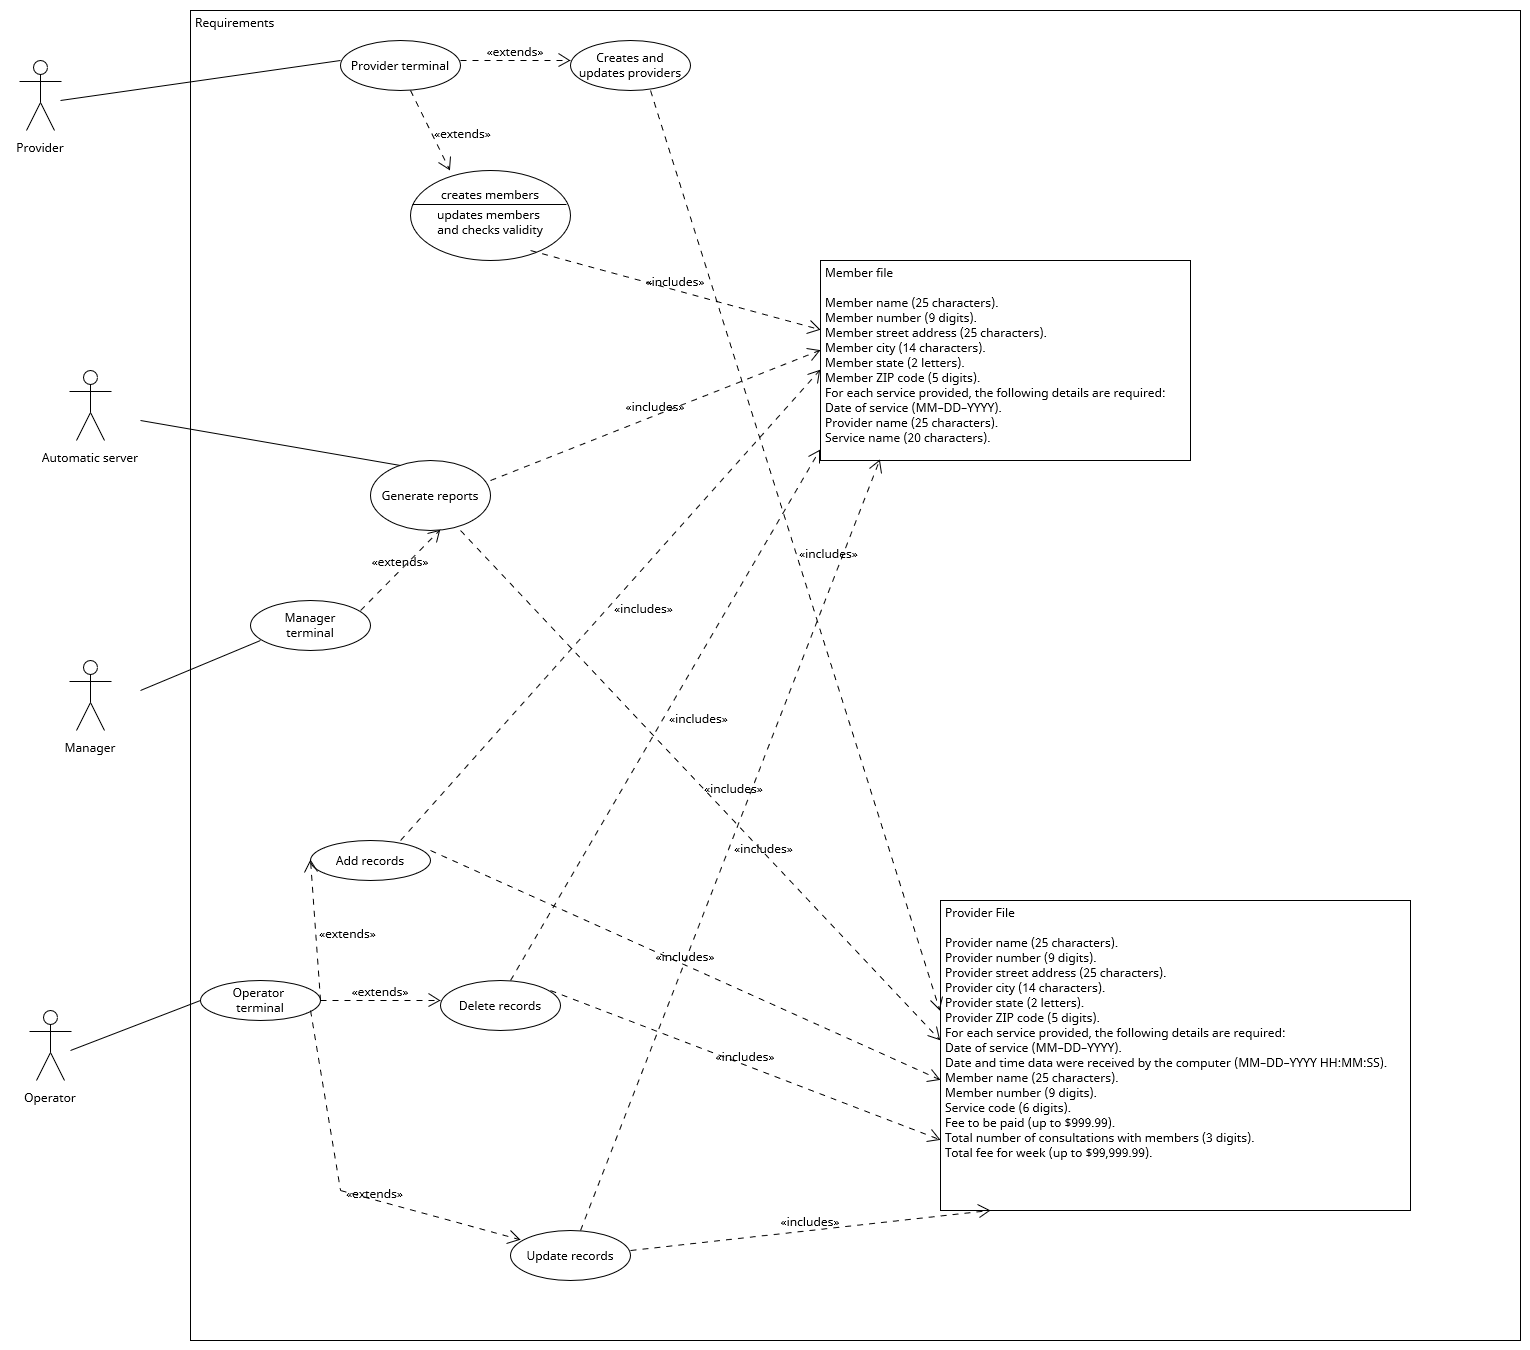 Requirements
Provider terminal
«extends»
Creates and
updates providers
Provider
«extends»
creates members
updates members
and checks validity
«includes»
Member file
Member name (25 characters).
Member number (9 digits).
Member street address (25 characters).
Member city (14 characters).
Member state (2 letters).
Member ZIP code (5 digits).
For each service provided, the following details are required:
Date of service (MM–DD–YYYY).
Provider name (25 characters).
Service name (20 characters).
«includes»
Automatic server
Generate reports
«extends»
«includes»
«includes»
Manager
terminal
Manager
«includes»
«includes»
«includes»
Add records
«extends»
«includes»
Operator
terminal
«extends»
Delete records
«includes»
Operator
«extends»
Update records
«includes»
Provider File
Provider name (25 characters).
Provider number (9 digits).
Provider street address (25 characters).
Provider city (14 characters).
Provider state (2 letters).
Provider ZIP code (5 digits).
For each service provided, the following details are required:
Date of service (MM–DD–YYYY).
Date and time data were received by the computer (MM–DD–YYYY HH:MM:SS).
Member name (25 characters).
Member number (9 digits).
Service code (6 digits).
Fee to be paid (up to $999.99).
Total number of consultations with members (3 digits).
Total fee for week (up to $99,999.99).